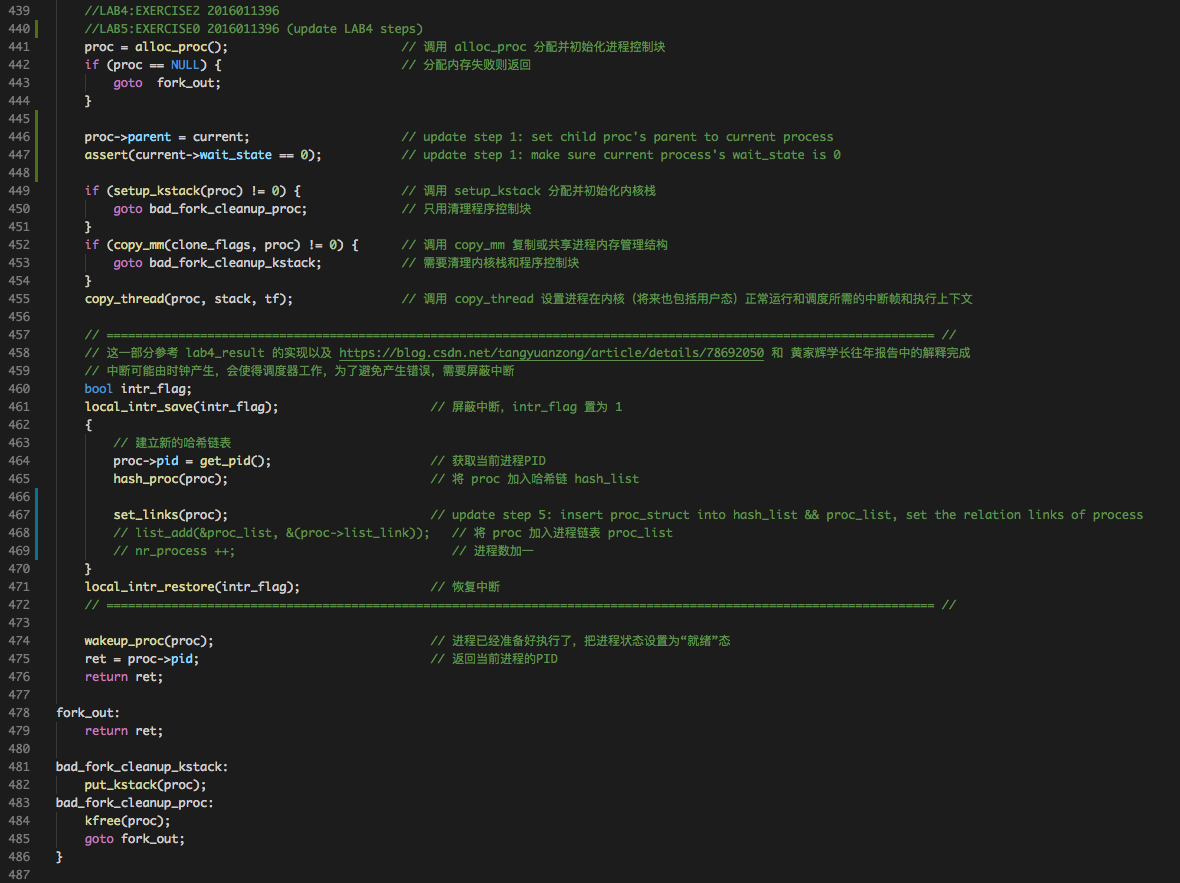 439 //LAB4:EXERCISE2 2016011396
440 //LAB5:EXERCISE0 2016011396 (update LAB4 steps)
441 proc = alloc_proc(); // 调用 alloc_proc 分配并初始化进程控制块
442 if (proc == NULL) { // 分配内存失败则返回
443 goto fork_out;
444 }
445
446 proc->parent = current; // update step 1: set child proc's parent to current process
447 assert(current->wait_state == 0); // update step 1: make sure current process's wait_state is 0
448
449 if (setup_kstack(proc) != 0) { // 调用 setup_kstack 分配并初始化内核栈
450 goto bad_fork_cleanup_proc; // 只用清理程序控制块
451 }
452 if (copy_mm(clone_flags, proc) != 0) { // 调用 copy_mm 复制或共享进程内存管理结构
453 goto bad_fork_cleanup_kstack; // 需要清理内核栈和程序控制块
454 }
455 copy_thread(proc, stack, tf); // 调用 copy_thread 设置进程在内核（将来也包括用户态）正常运行和调度所需的中断帧和执行上下文
456
457 // =================================================================================================================== //
458 // 这一部分参考 lab4_result 的实现以及 https://blog.csdn.net/tangyuanzong/article/details/78692050 和 黄家辉学长往年报告中的解释完成
459 // 中断可能由时钟产生，会使得调度器工作，为了避免产生错误，需要屏蔽中断
460 bool intr_flag;
461 local_intr_save(intr_flag); // 屏蔽中断，intr_flag 置为 1
462 {
463 // 建立新的哈希链表
464 proc->pid = get_pid(); // 获取当前进程PID
465 hash_proc(proc); // 将 proc 加入哈希链 hash_list
466
467 set_links(proc); // update step 5: insert proc_struct into hash_list && proc_list, set the relation links of process
468 // list_add(&proc_list, &(proc->list_link)); // 将 proc 加入进程链表 proc_list
469 // nr_process ++; // 进程数加一
470 }
471 local_intr_restore(intr_flag); // 恢复中断
472 // =================================================================================================================== //
473
474 wakeup_proc(proc); // 进程已经准备好执行了，把进程状态设置为“就绪”态
475 ret = proc->pid; // 返回当前进程的PID
476 return ret;
477
478 fork_out:
479 return ret;
480
481 bad_fork_cleanup_kstack:
482 put_kstack(proc);
483 bad_fork_cleanup_proc:
484 kfree(proc);
485 goto fork_out;
486 }
487